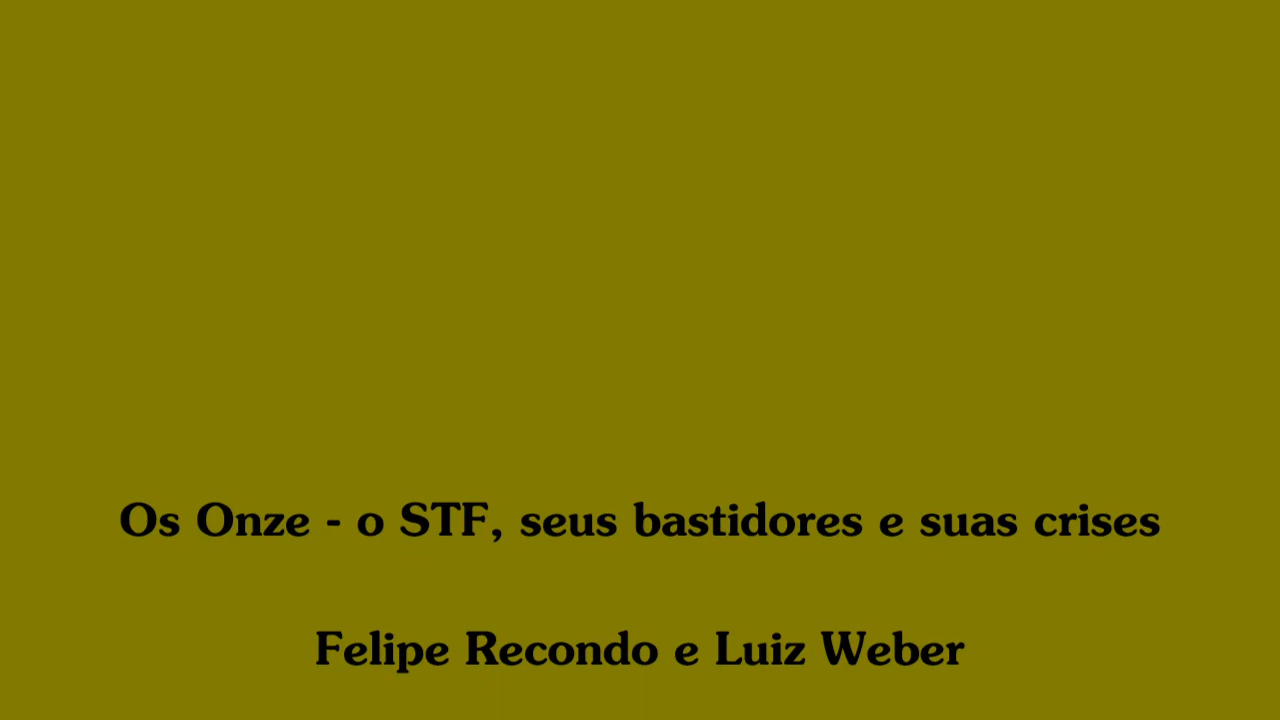 Os Onze - o STF, seus bastidores e suas crises
Felipe Recondo e Luiz Weber